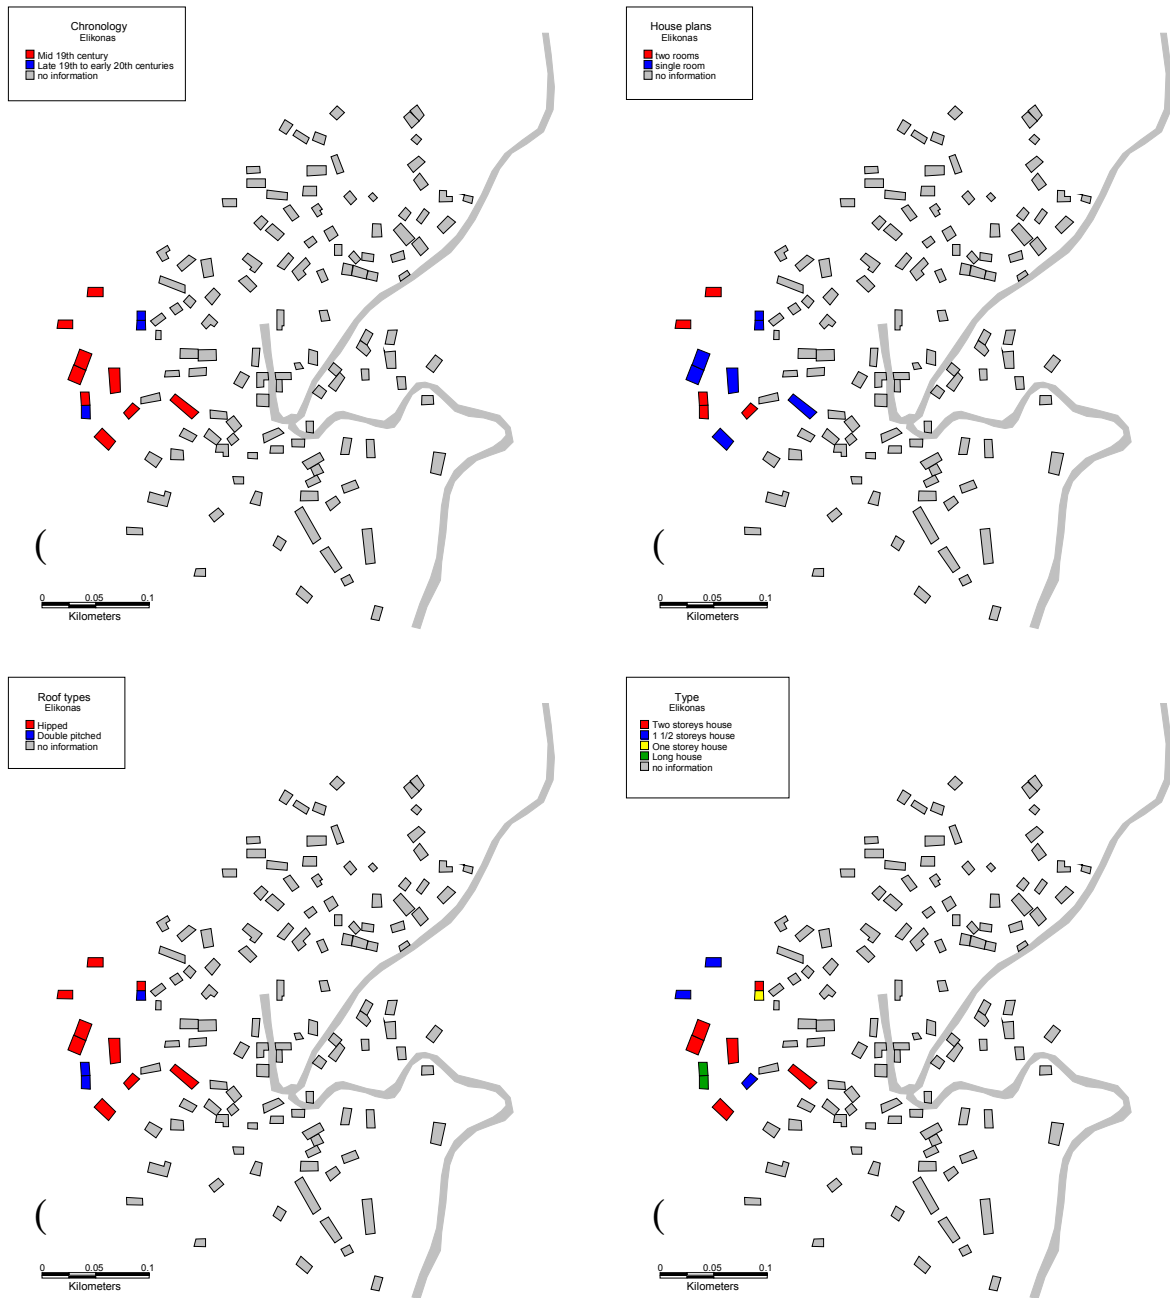 Chronology
Elikonas
Mid 19th century
Late 19th to early 20th centuries
no information
(
0 0.05 0.1
Kilometers
House plans
Elikonas
two rooms
single room
no information
(
0 0.05 0.1
Kilometers
Roof types
Elikonas
Hipped
Double pitched
no information
(
0 0.05 0.1
Kilometers
Type
Elikonas
Two storeys house
1 1/2 storeys house
One storey house
Long house
no information
(
0 0.05 0.1
Kilometers